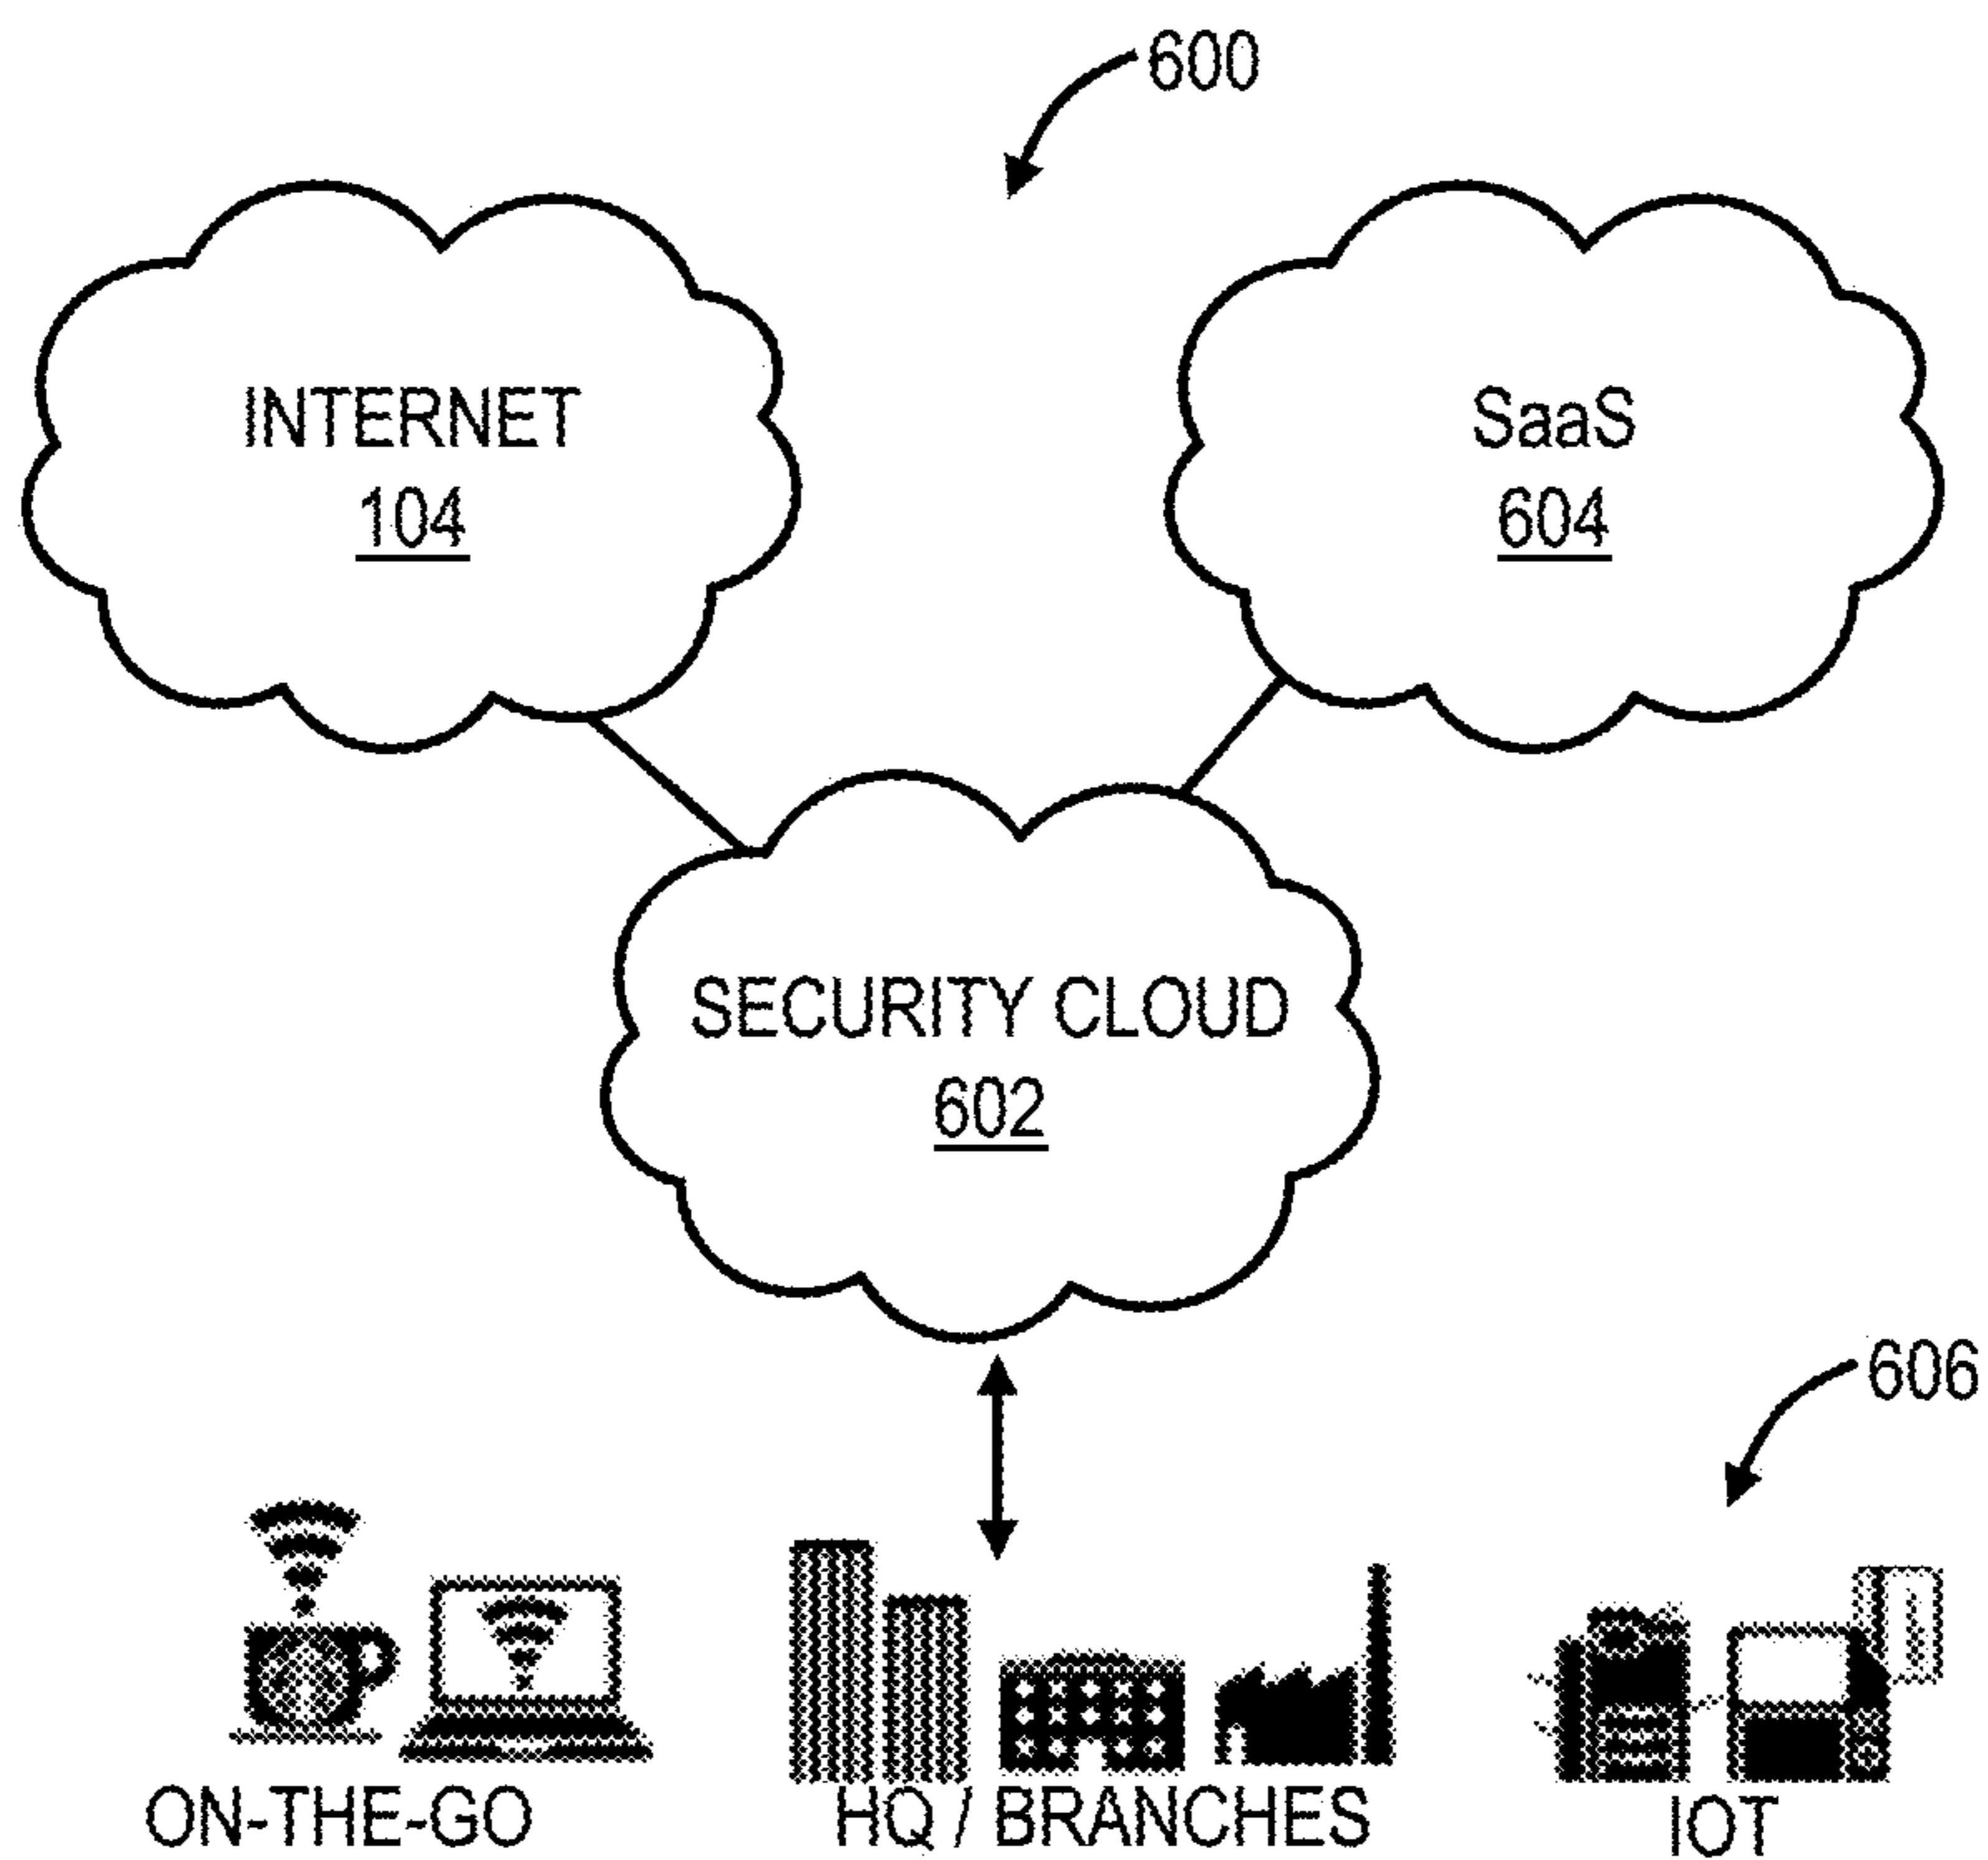 600
INTERNET
104
SaaS
604
SECURITY CLOUD
602
606
ON-THE-GO
HQ / BRANCHES
IOT